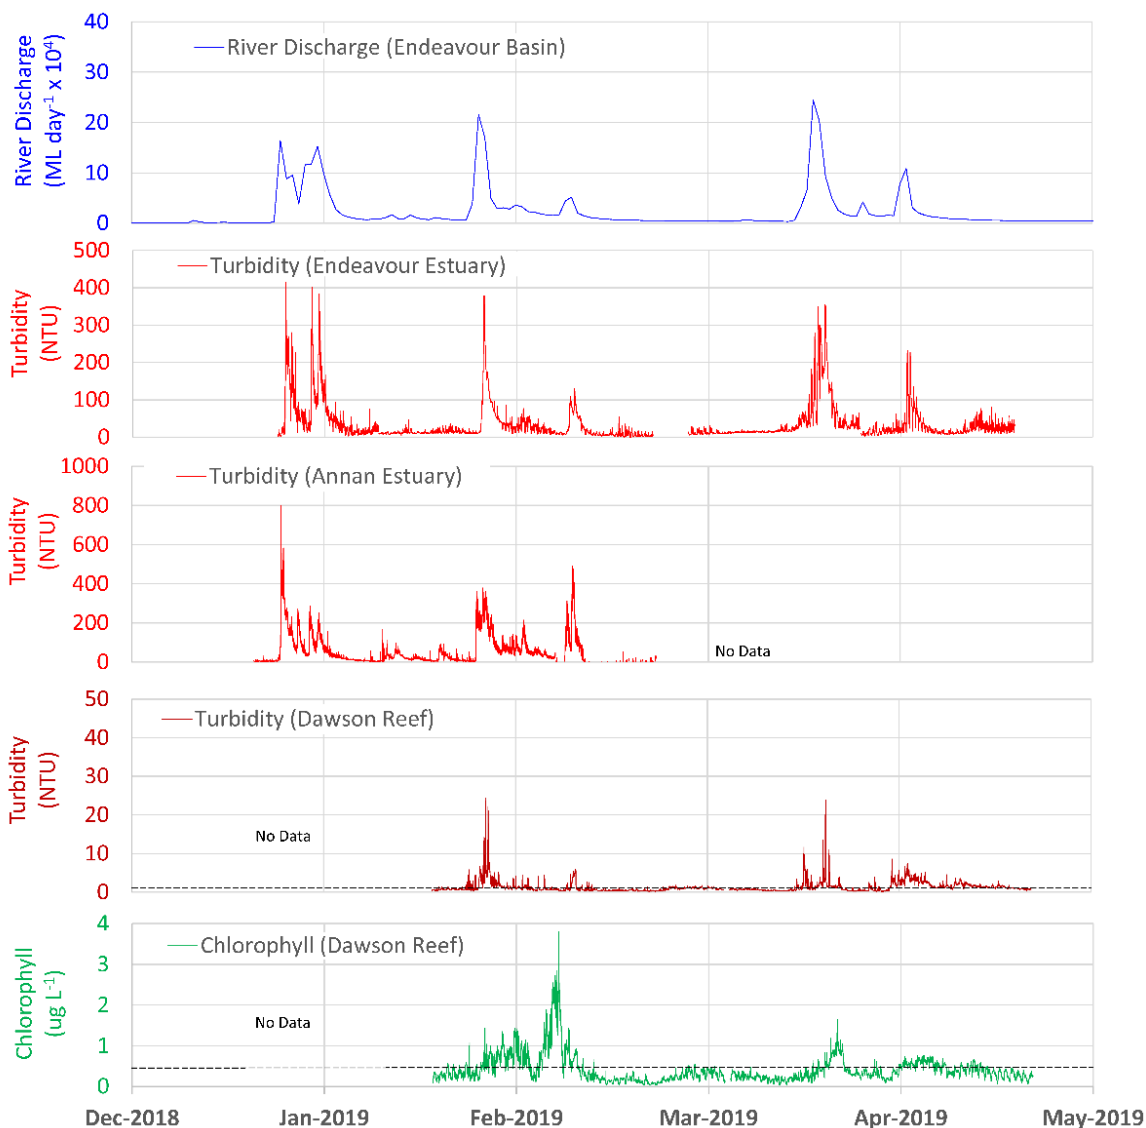 River Discharge
(ML day⁻¹ x 10⁴)
40
30
20
10
0
River Discharge (Endeavour Basin)
Turbidity
(NTU)
500
400
300
200
100
0
Turbidity (Endeavour Estuary)
Turbidity
(NTU)
1000
800
600
400
200
0
Turbidity (Annan Estuary)
No Data
Turbidity
(NTU)
50
40
30
20
10
0
Turbidity (Dawson Reef)
No Data
Chlorophyll
(ug L⁻¹)
4
3
2
1
0
Chlorophyll (Dawson Reef)
No Data
Dec-2018 Jan-2019 Feb-2019 Mar-2019 Apr-2019 May-2019